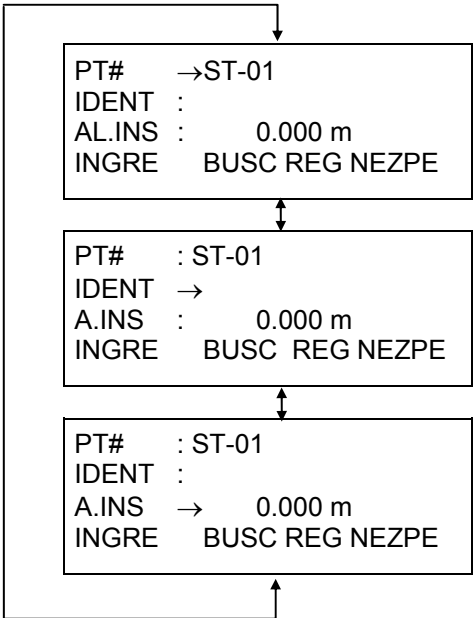 PT# →ST-01
IDENT :
AL.INS : 0.000 m
INGRE BUSC REG NEZPE
PT# : ST-01
IDENT →
A.INS : 0.000 m
INGRE BUSC REG NEZPE
PT# : ST-01
IDENT :
A.INS → 0.000 m
INGRE BUSC REG NEZPE